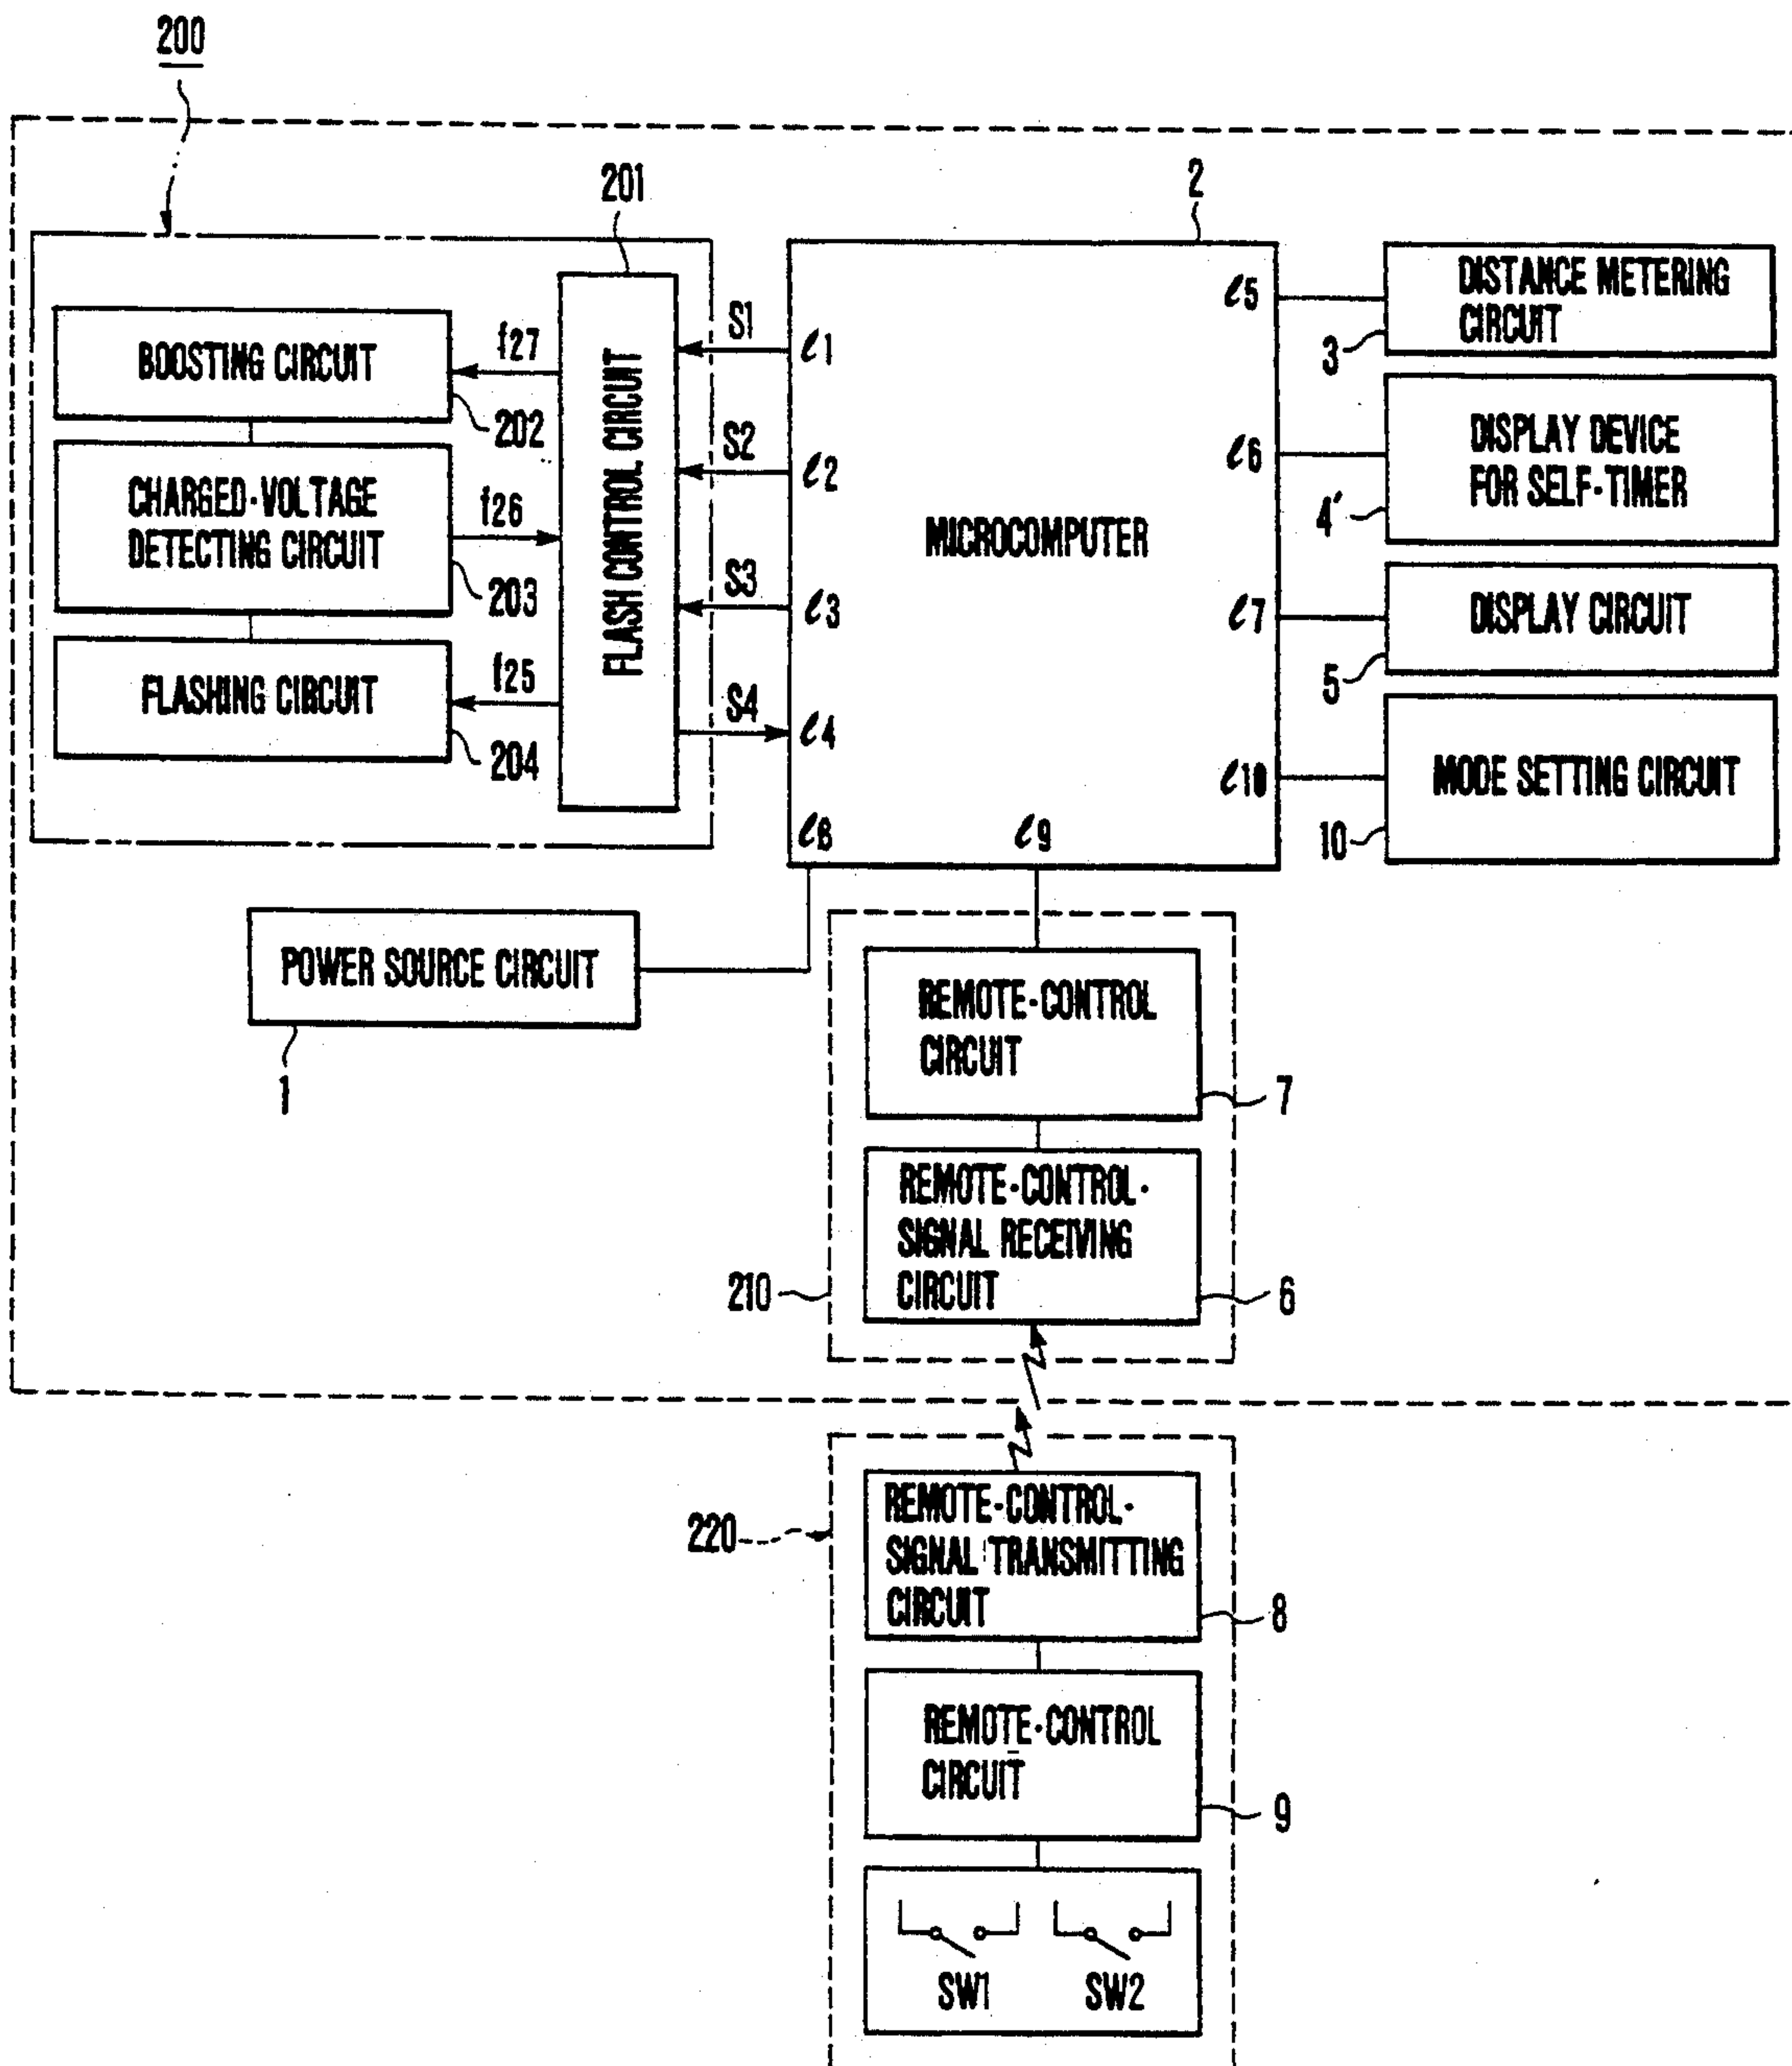 200
201
2
BOOSTING CIRCUIT
202
f27
CHARGED-VOLTAGE
DETECTING CIRCUIT
203
f26
FLASHING CIRCUIT
204
f25
FLASH CONTROL CIRCUIT
S1
S2
S3
S4
ℓ1
ℓ2
ℓ3
ℓ4
MICROCOMPUTER
ℓ5
ℓ6
ℓ7
ℓ10
ℓ8
ℓ9
DISTANCE METERING
CIRCUIT
3
DISPLAY DEVICE
FOR SELF-TIMER
4'
DISPLAY CIRCUIT
5
MODE SETTING CIRCUIT
10
POWER SOURCE CIRCUIT
1
REMOTE-CONTROL
CIRCUIT
7
REMOTE-CONTROL-
SIGNAL RECEIVING
CIRCUIT
6
210
220
REMOTE-CONTROL-
SIGNAL TRANSMITTING
CIRCUIT
8
REMOTE-CONTROL
CIRCUIT
9
SW1
SW2